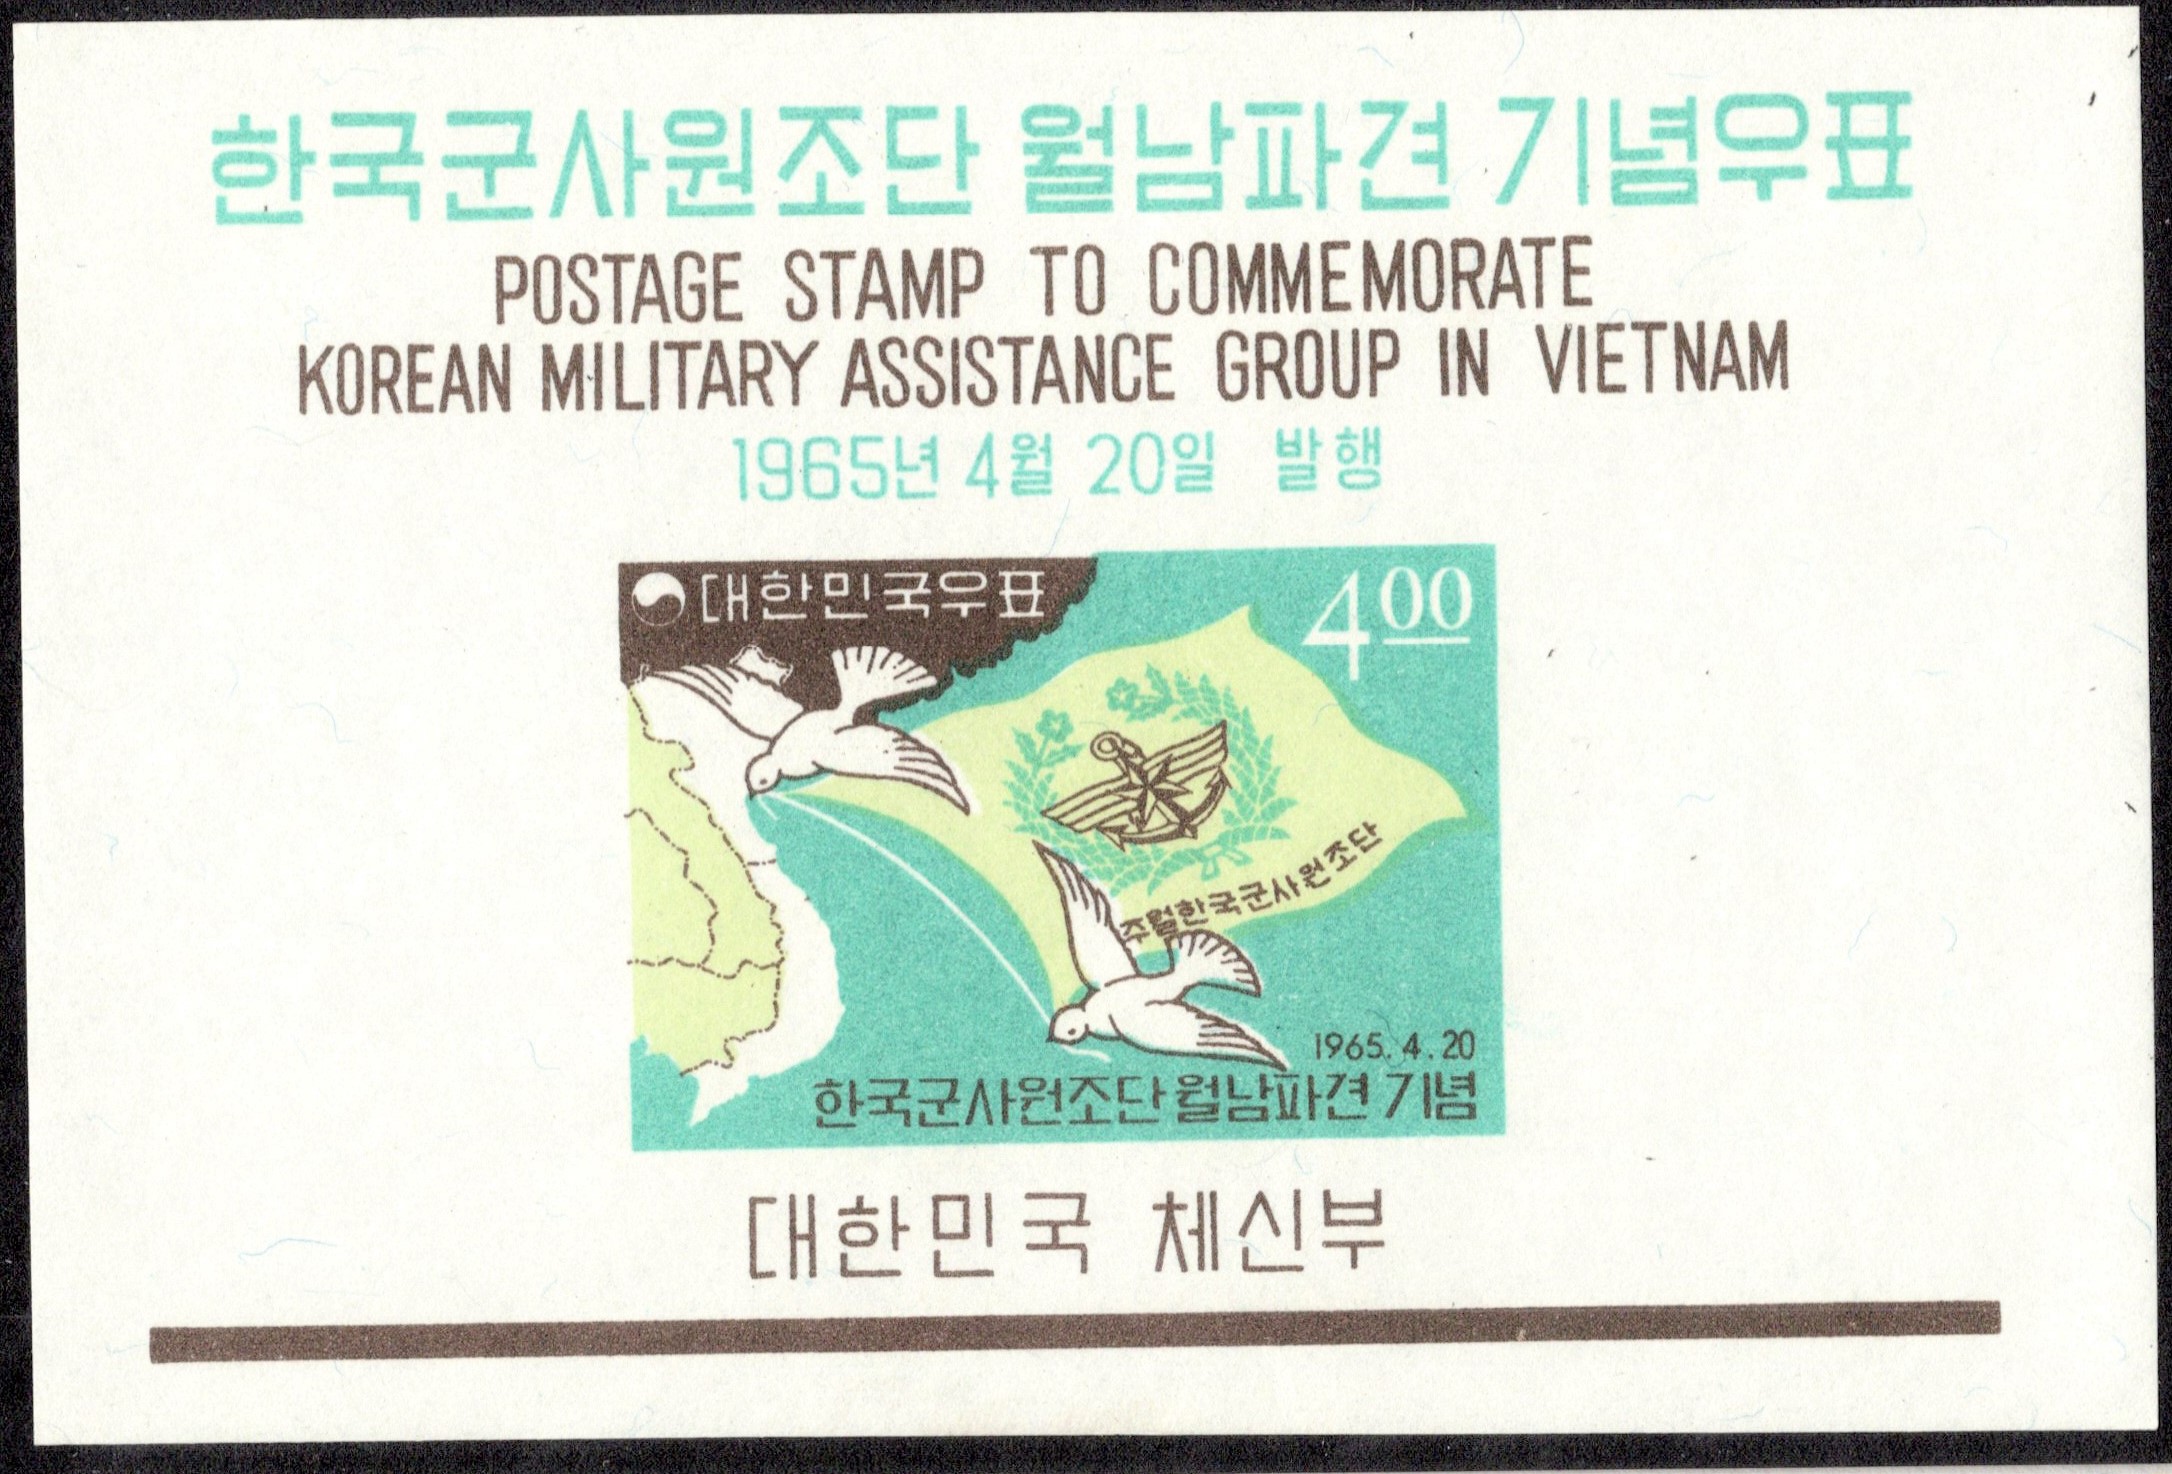 한국군사원조단 월남파견 기념우표
POSTAGE STAMP TO COMMEMORATE
KOREAN MILITARY ASSISTANCE GROUP IN VIETNAM
1965년 4월 20일 발행
대한민국우표
4 00
주월한국군사원조단
1965.4.20
한국군사원조단 월남파견 기념
대한민국 체신부